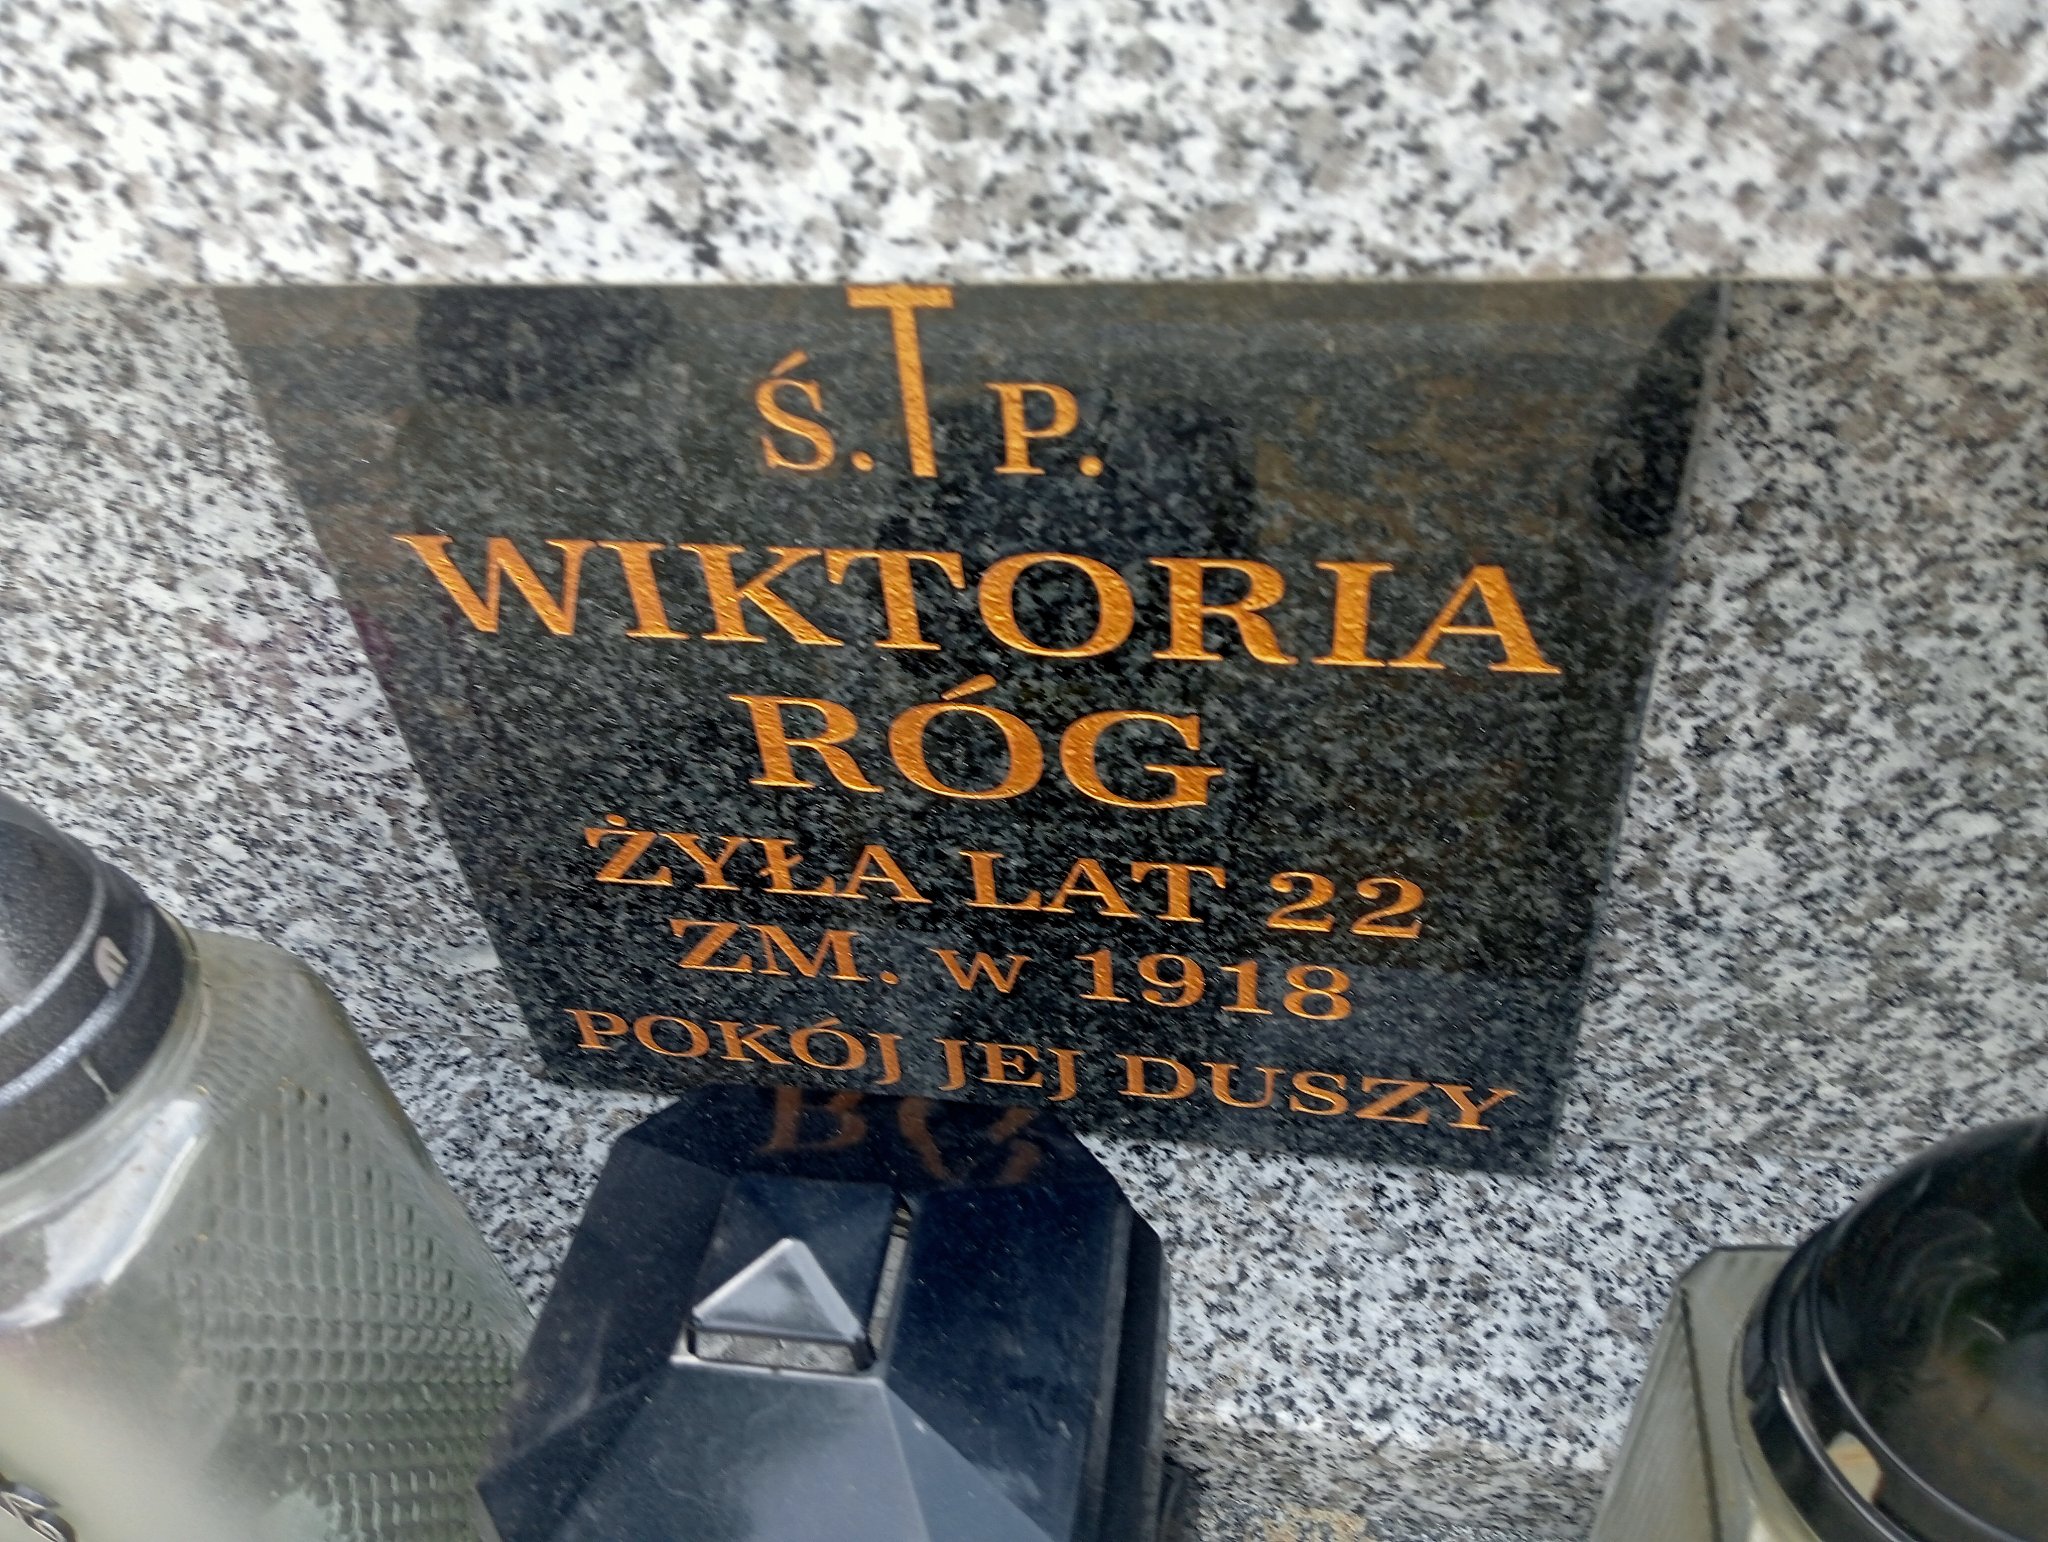 Ś. P.
WIKTORIA
RÓG
ŻYŁA LAT 22
ZM. w 1918
POKÓJ JEJ DUSZY